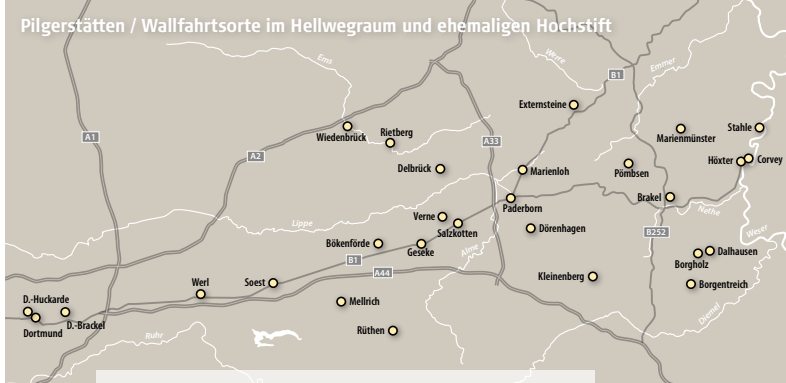 Pilgerstätten / Wallfahrtsorte im Hellwegraum und ehemaligen Hochstift
Ems
Werre
Emmer
B1
Externsteine
A1
Wiedenbrück
Rietberg
A33
Marienmünster
Stahle
A2
Delbrück
Marienloh
Pömbsen
Höxter
Corvey
Paderborn
Brakel
Nethe
Lippe
Verne
Salzkotten
Dörenhagen
B252
Weser
Bökenförde
Geseke
Alme
Borgholz
Dalhausen
B1
A44
Kleinenberg
Borgentreich
Werl
Soest
Mellrich
D.-Huckarde
D.-Brackel
Dortmund
Ruhr
Rüthen
Diemel